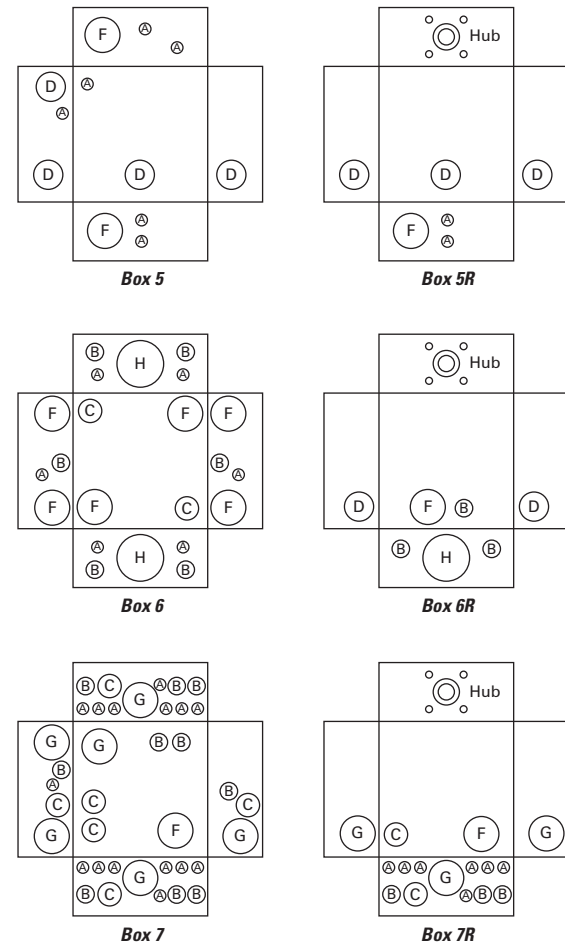 F A
A
D A
A
D D D
F A
A
Box 5
Hub
D D D
F A
A
Box 5R
B H B
A A
F C F F
B B
A A
F F C F
A H A
B B
Box 6
Hub
D F B D
B H B
Box 6R
B C G A B B
A A A A A A
G G B B
B
A B
C C C
G C F G
A A A G A A A
B C A B B
Box 7
Hub
G C F G
A A A G A A A
B C A B B
Box 7R